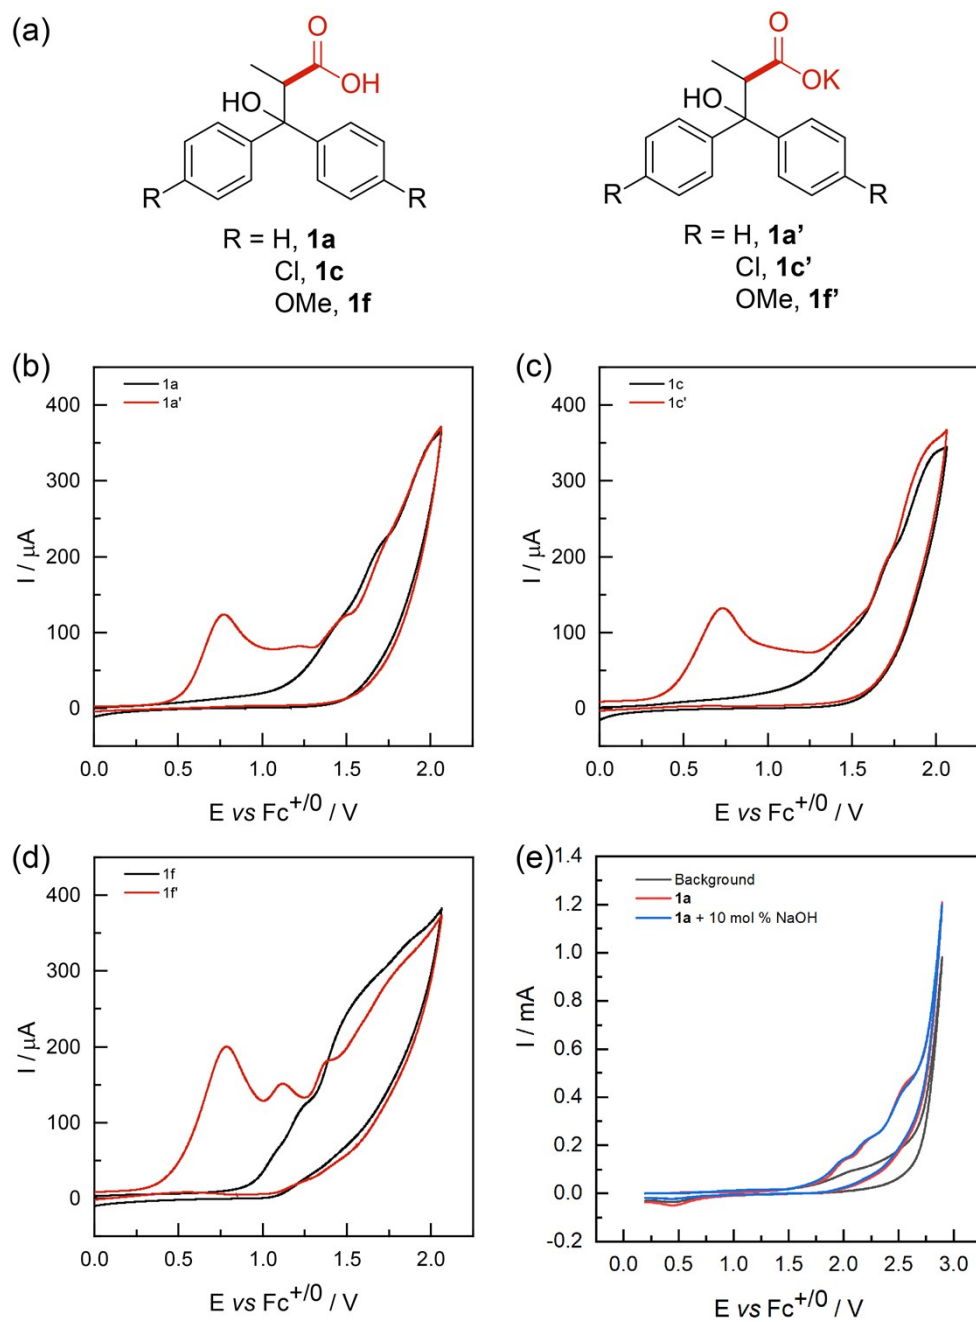 (a)
O
OH
HO
R
R
R = H, 1a
Cl, 1c
OMe, 1f
O
OK
HO
R
R
R = H, 1a’
Cl, 1c’
OMe, 1f’
(b)
1a
1a'
400
300
200
100
0
I / μA
0.0 0.5 1.0 1.5 2.0
E vs Fc+/0 / V
(c)
1c
1c'
400
300
200
100
0
I / μA
0.0 0.5 1.0 1.5 2.0
E vs Fc+/0 / V
(d)
1f
1f'
400
300
200
100
0
I / μA
0.0 0.5 1.0 1.5 2.0
E vs Fc+/0 / V
(e)
Background
1a
1a + 10 mol % NaOH
1.4
1.2
1.0
0.8
0.6
0.4
0.2
0.0
-0.2
I / mA
0.0 0.5 1.0 1.5 2.0 2.5 3.0
E vs Fc+/0 / V